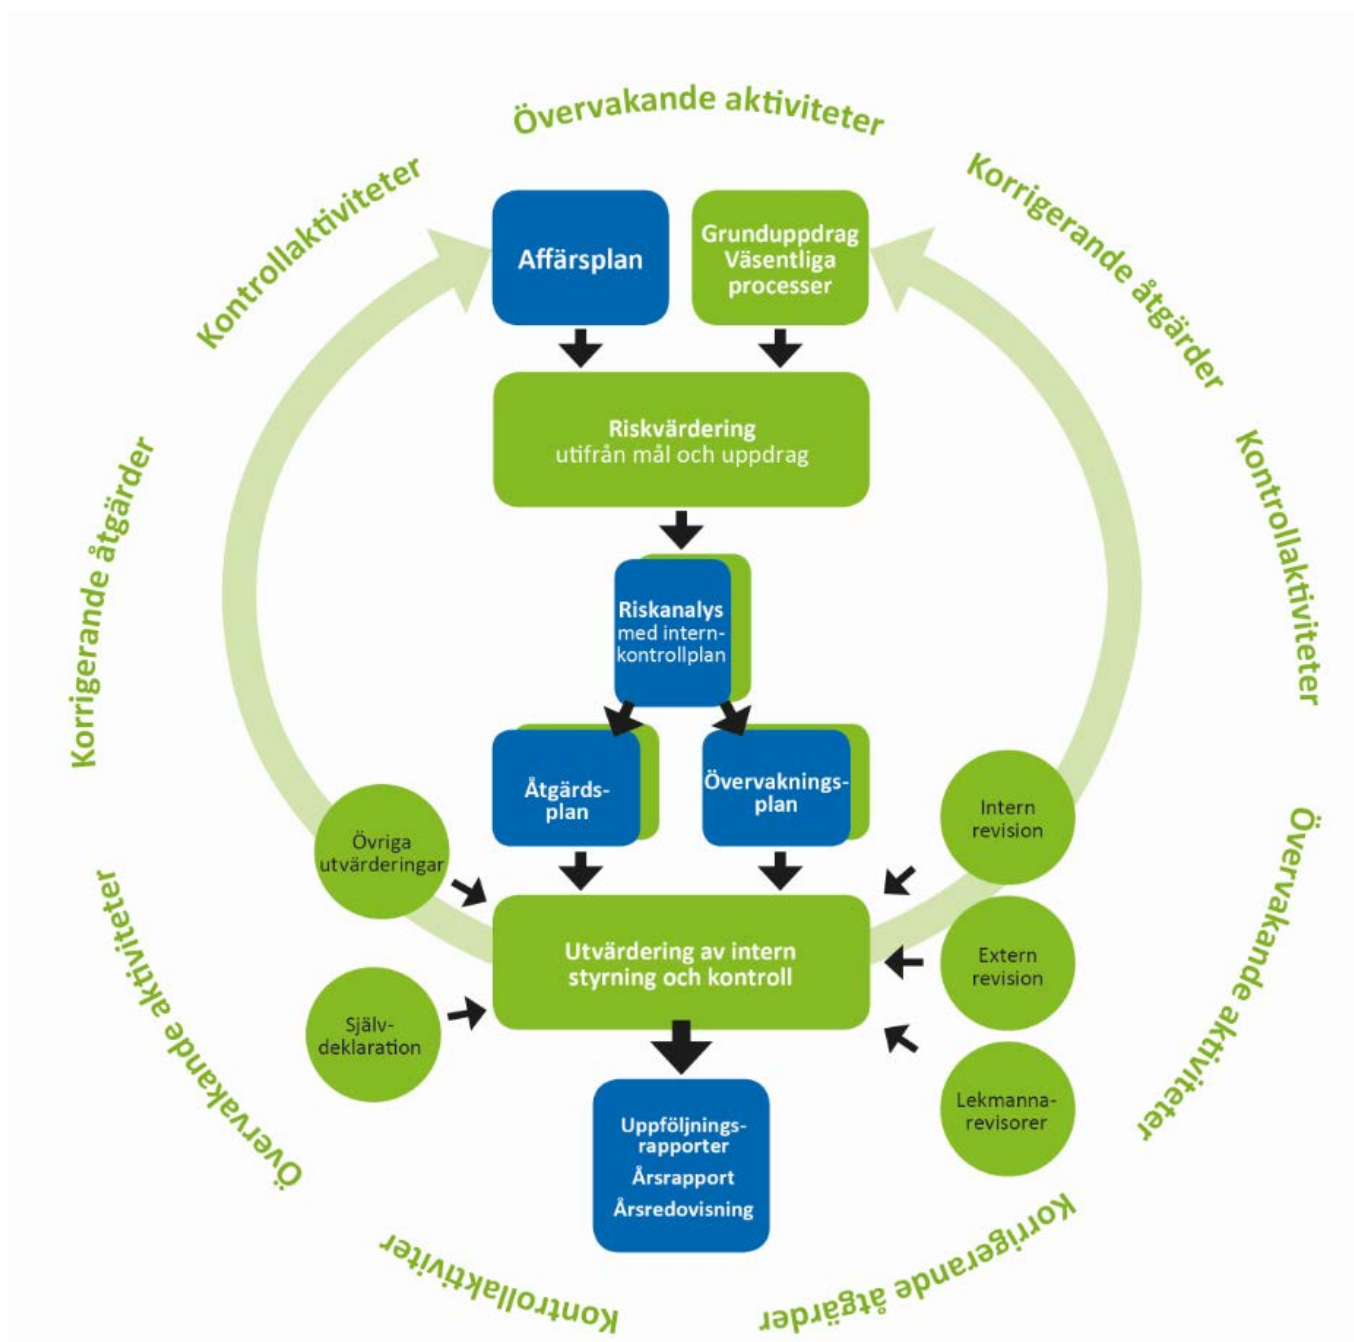 Övervakande aktiviteter
Kontrollaktiviteter
Korrigerande åtgärder
Affärsplan
Grunduppdrag
Väsentliga
processer
Riskvärdering
utifrån mål och uppdrag
Korrigerande åtgärder
Kontrollaktiviteter
Riskanalys
med intern-
kontrollplan
Åtgärds-
plan
Övervaknings-
plan
Övriga
utvärderingar
Intern
revision
Utvärdering av intern
styrning och kontroll
Extern
revision
Själv-
deklaration
Lekmanna-
revisorer
Övervakande aktiviteter
Övervakande aktiviteter
Uppföljnings-
rapporter
Årsrapport
Årsredovisning
Kontrollaktiviter
Korrigerande åtgärder